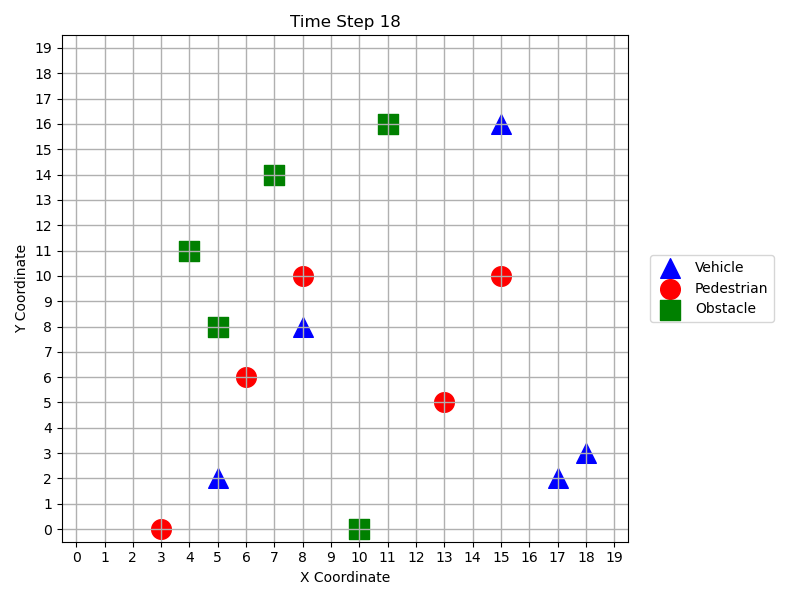 Time Step 18
19
18
17
16
15
14
13
12
11
10
9
8
7
6
5
4
3
2
1
0
Y Coordinate
0 1 2 3 4 5 6 7 8 9 10 11 12 13 14 15 16 17 18 19
X Coordinate
Vehicle
Pedestrian
Obstacle